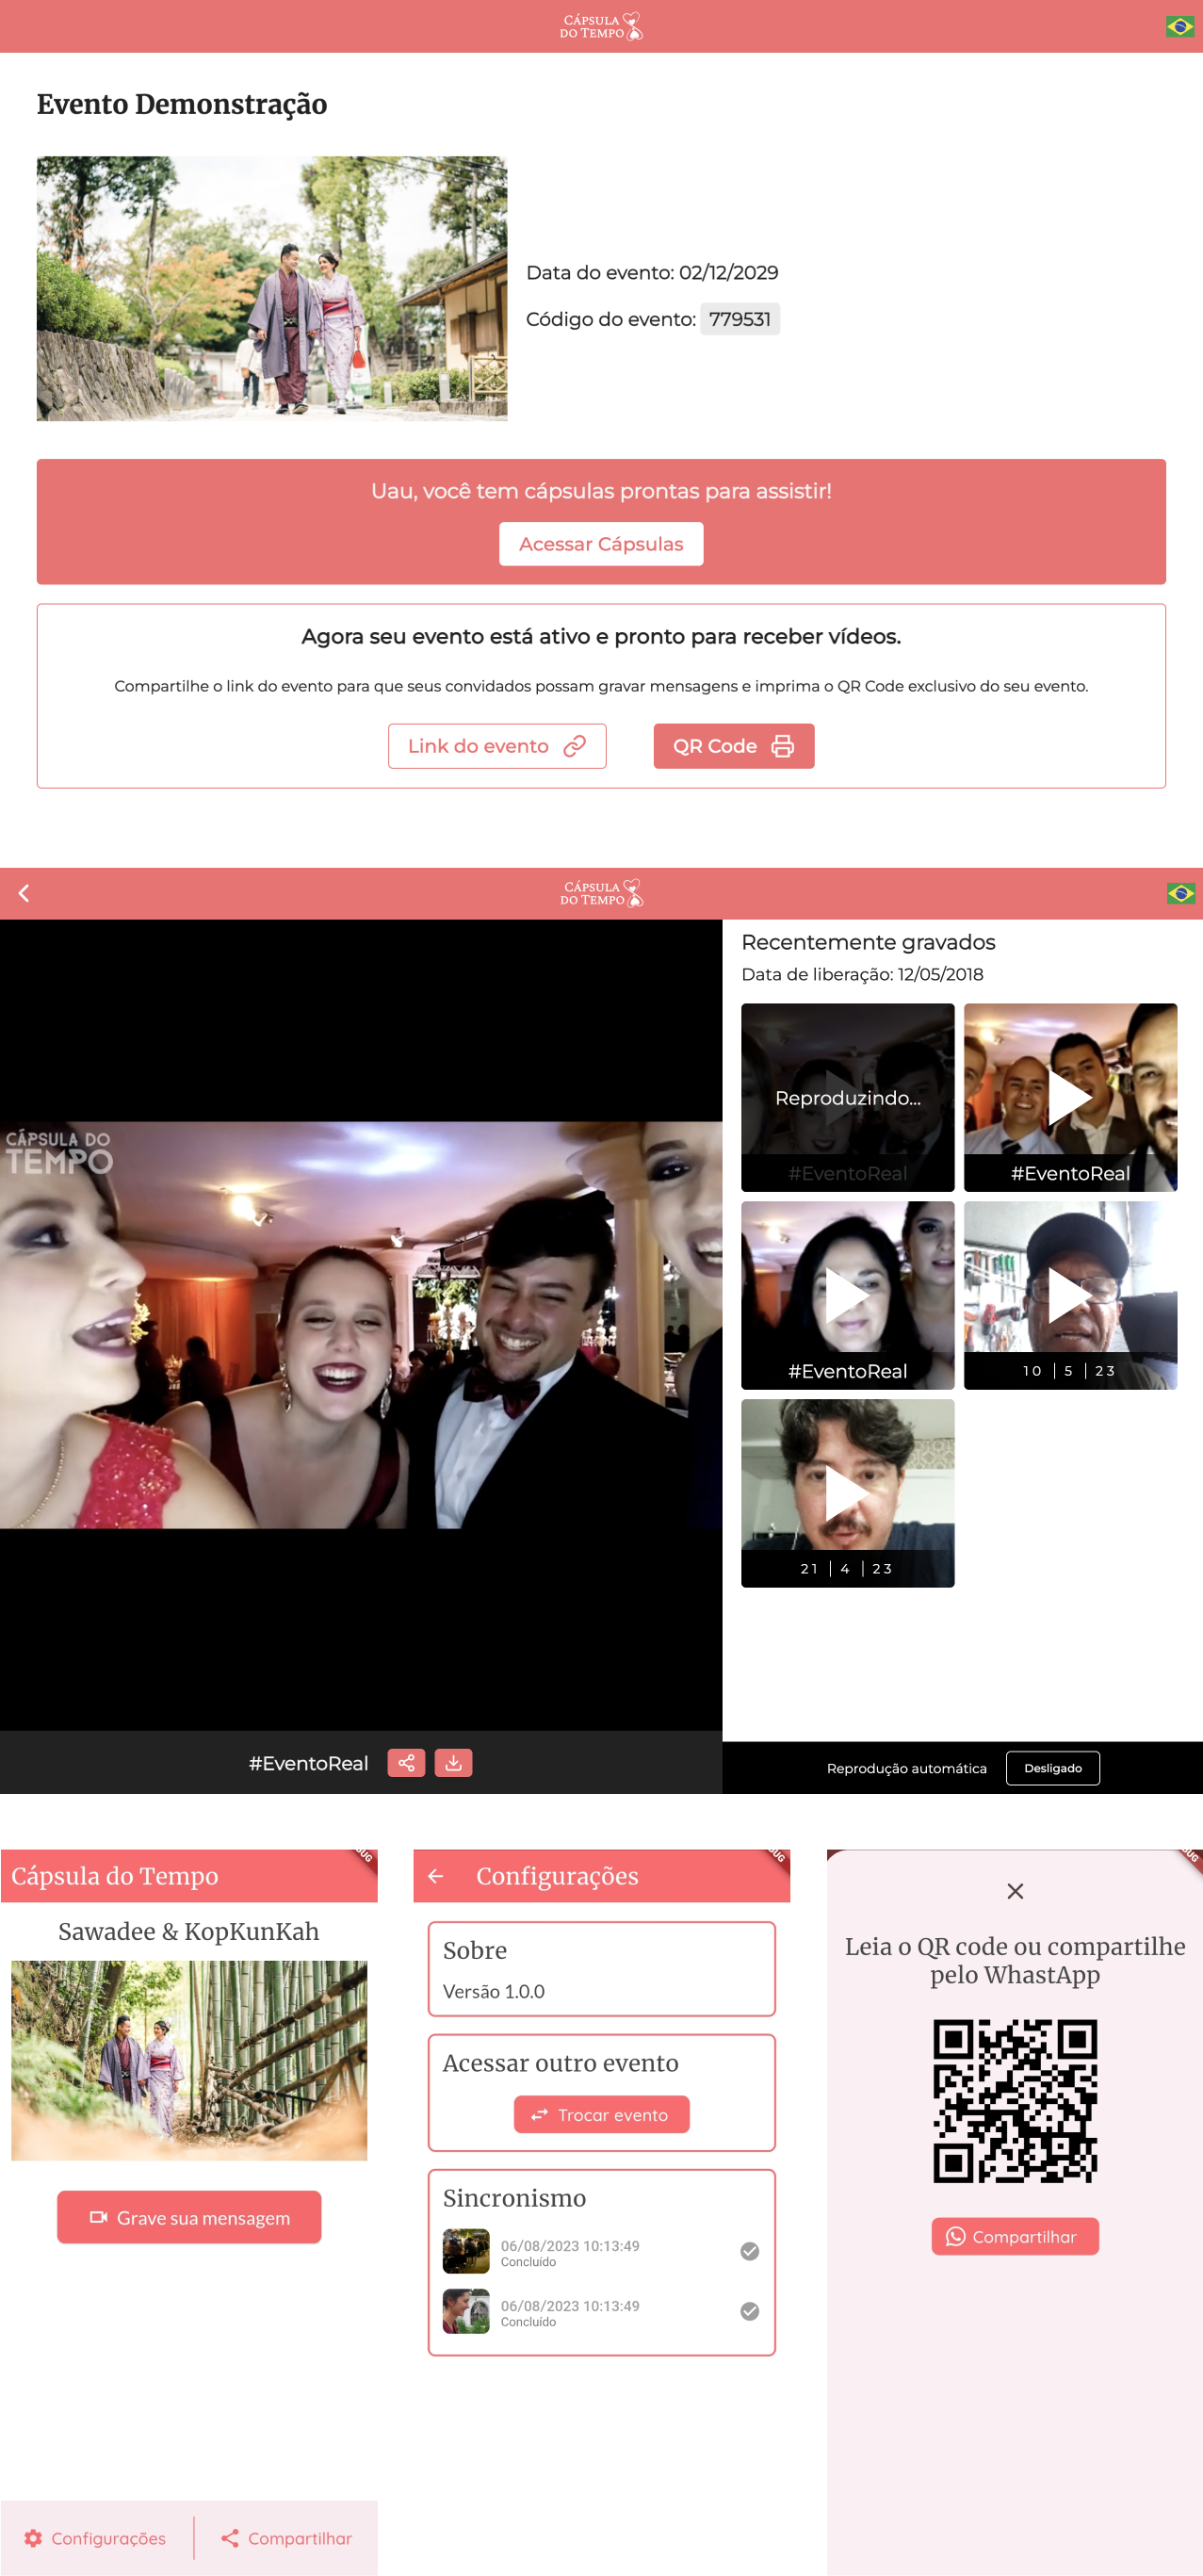 CÁPSULA
DO TEMPO
Evento Demonstração
Data do evento: 02/12/2029
Código do evento: 779531
Uau, você tem cápsulas prontas para assistir!
Acessar Cápsulas
Agora seu evento está ativo e pronto para receber vídeos.
Compartilhe o link do evento para que seus convidados possam gravar mensagens e imprima o QR Code exclusivo do seu evento.
Link do evento
QR Code
CÁPSULA
DO TEMPO
CÁPSULA DO
TEMPO
#EventoReal
Recentemente gravados
Data de liberação: 12/05/2018
Reproduzindo...
#EventoReal
#EventoReal
#EventoReal
10 | 5 | 23
21 | 4 | 23
Reprodução automática
Desligado
Cápsula do Tempo
Sawadee & KopKunKah
Grave sua mensagem
Configurações
Compartilhar
Configurações
Sobre
Versão 1.0.0
Acessar outro evento
Trocar evento
Sincronismo
06/08/2023 10:13:49
Concluído
06/08/2023 10:13:49
Concluído
Leia o QR code ou compartilhe
pelo WhastApp
Compartilhar